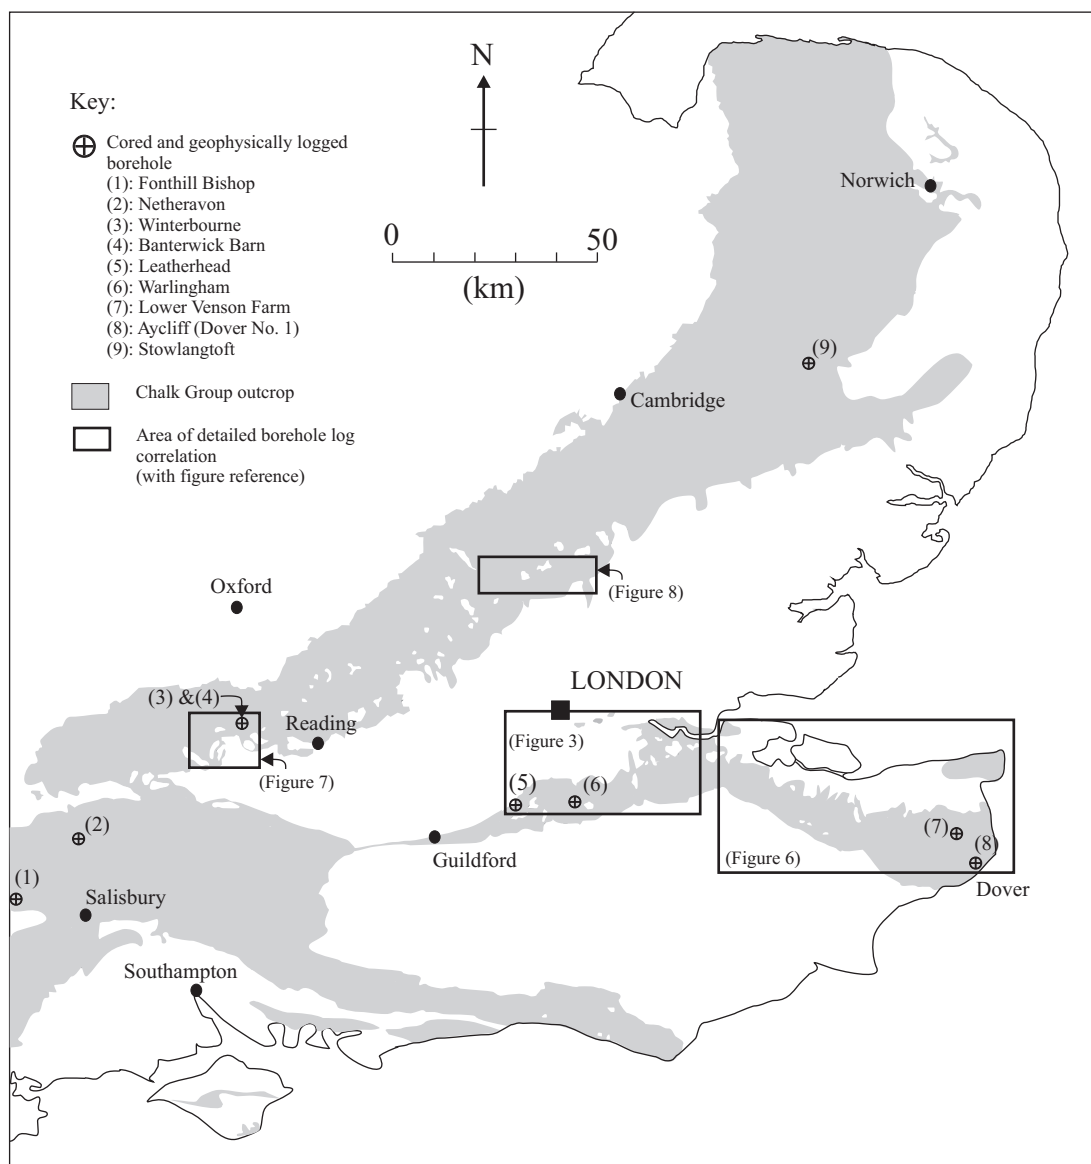 N
Key:
Cored and geophysically logged
borehole
(1): Fonthill Bishop
(2): Netheravon
(3): Winterbourne
(4): Banterwick Barn
(5): Leatherhead
(6): Warlingham
(7): Lower Venson Farm
(8): Aycliff (Dover No. 1)
(9): Stowlangtoft
Chalk Group outcrop
Area of detailed borehole log
correlation
(with figure reference)
0 50
(km)
Norwich
(9)
Cambridge
Oxford
(Figure 8)
LONDON
(3) &(4)
Reading
(Figure 3)
(Figure 7)
(5)
(6)
(2)
(7)
(8)
Guildford
(Figure 6)
(1)
Salisbury
Dover
Southampton